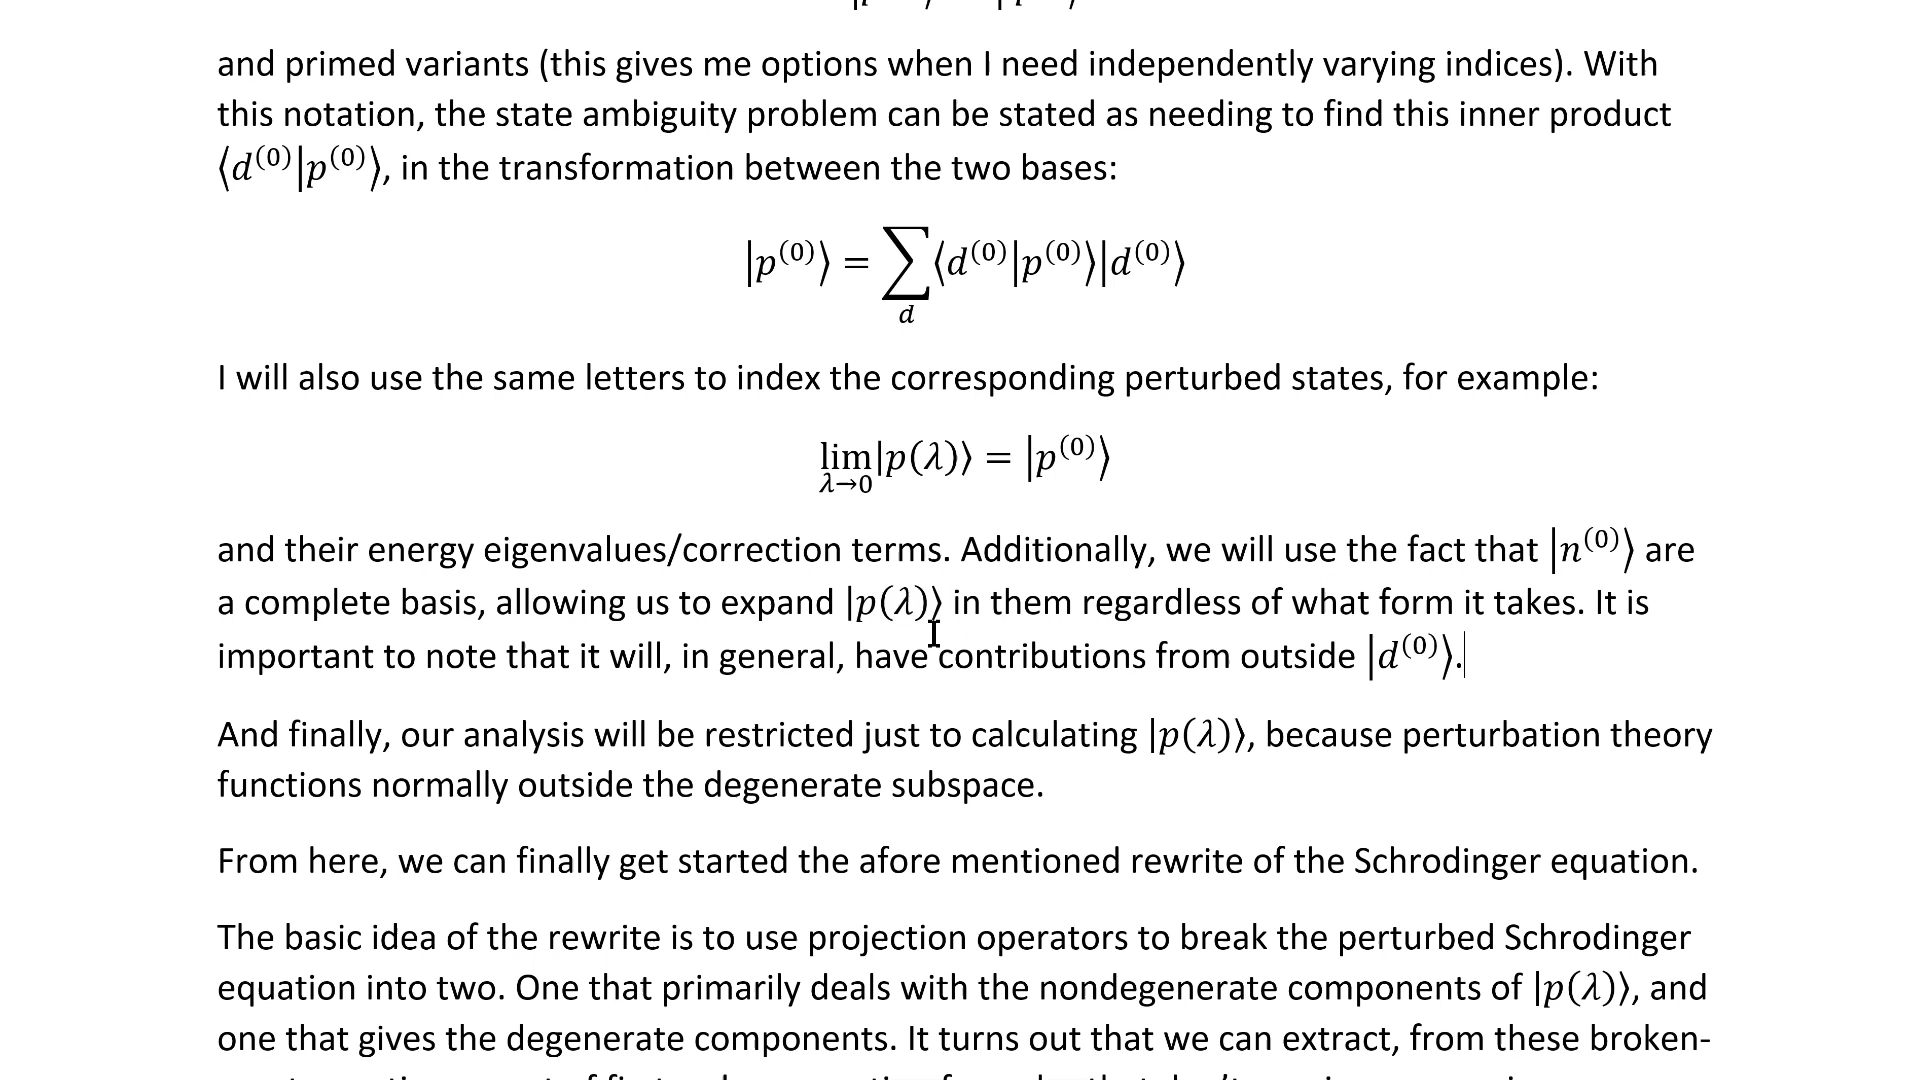 and primed variants (this gives me options when I need independently varying indices). With
this notation, the state ambiguity problem can be stated as needing to find this inner product
⟨d⁽⁰⁾|p⁽⁰⁾⟩, in the transformation between the two bases:
|p⁽⁰⁾⟩ = ∑_d ⟨d⁽⁰⁾|p⁽⁰⁾⟩|d⁽⁰⁾⟩
I will also use the same letters to index the corresponding perturbed states, for example:
lim_{λ→0} |p(λ)⟩ = |p⁽⁰⁾⟩
and their energy eigenvalues/correction terms. Additionally, we will use the fact that |n⁽⁰⁾⟩ are
a complete basis, allowing us to expand |p(λ)⟩ in them regardless of what form it takes. It is
important to note that it will, in general, have contributions from outside |d⁽⁰⁾⟩.
And finally, our analysis will be restricted just to calculating |p(λ)⟩, because perturbation theory
functions normally outside the degenerate subspace.
From here, we can finally get started the afore mentioned rewrite of the Schrodinger equation.
The basic idea of the rewrite is to use projection operators to break the perturbed Schrodinger
equation into two. One that primarily deals with the nondegenerate components of |p(λ)⟩, and
one that gives the degenerate components. It turns out that we can extract, from these broken-